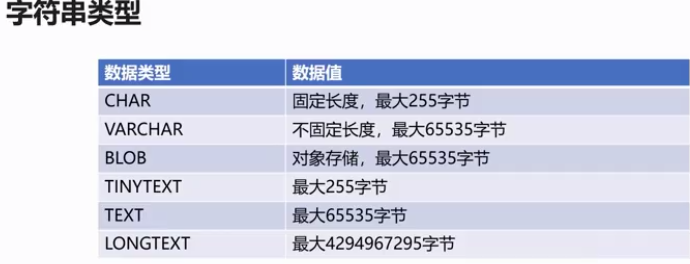 字符串类型
数据类型 数据值
CHAR 固定长度，最大255字节
VARCHAR 不固定长度，最大65535字节
BLOB 对象存储，最大65535字节
TINYTEXT 最大255字节
TEXT 最大65535字节
LONGTEXT 最大4294967295字节